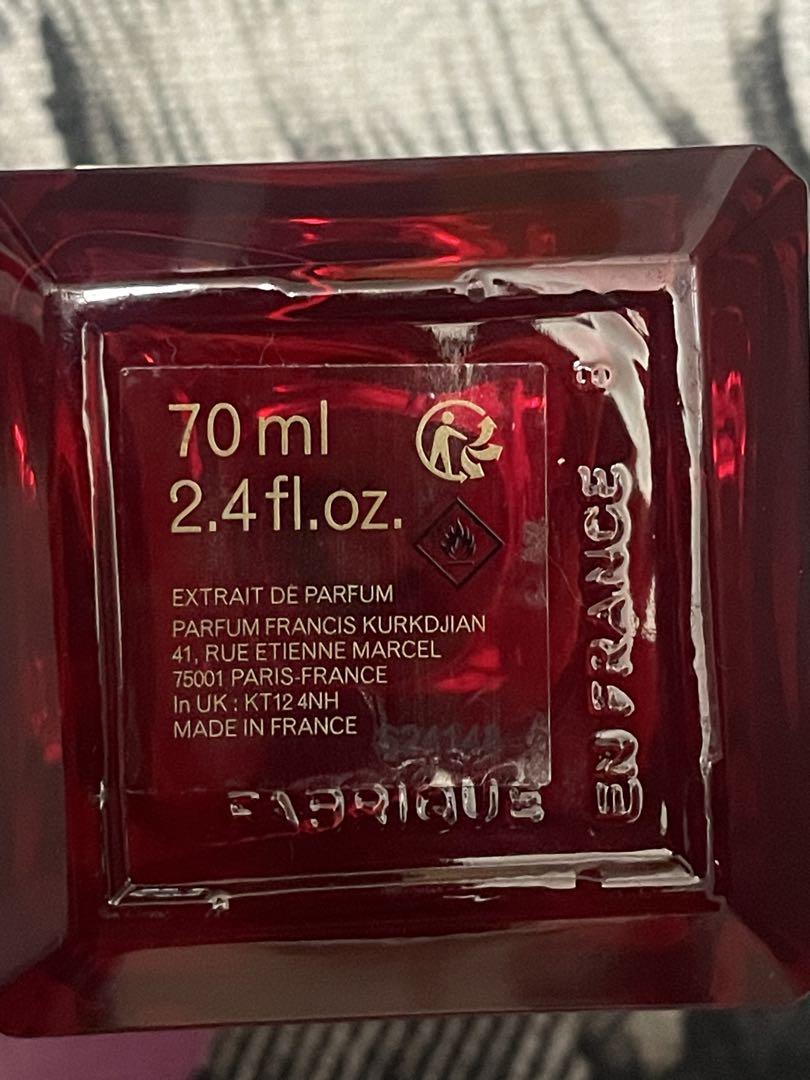 70 ml
2.4 fl.oz.
EXTRAIT DE PARFUM
PARFUM FRANCIS KURKDJIAN
41, RUE ETIENNE MARCEL
75001 PARIS-FRANCE
In UK : KT12 4NH
MADE IN FRANCE
FABRIQUE
EN FRANCE 3